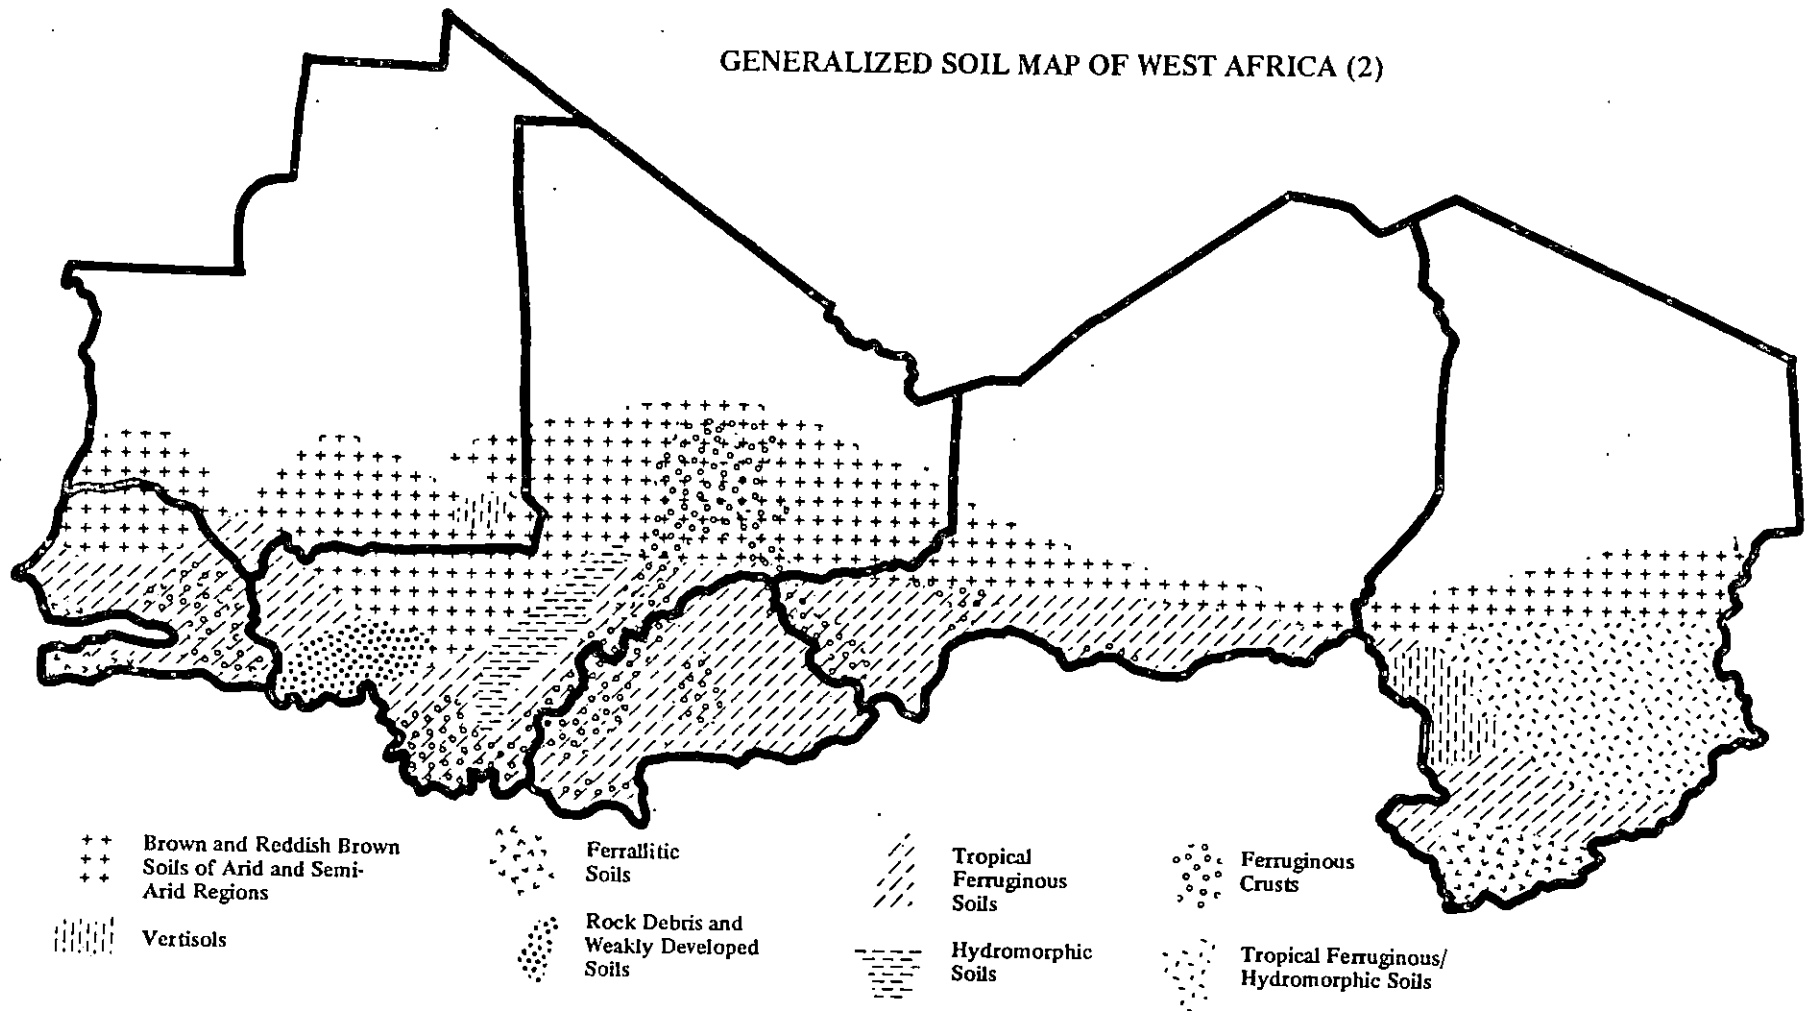 GENERALIZED SOIL MAP OF WEST AFRICA (2)
Brown and Reddish Brown
Soils of Arid and Semi-
Arid Regions
Vertisols
Ferrallitic
Soils
Rock Debris and
Weakly Developed
Soils
Tropical
Ferruginous
Soils
Hydromorphic
Soils
Ferruginous
Crusts
Tropical Ferruginous/
Hydromorphic Soils